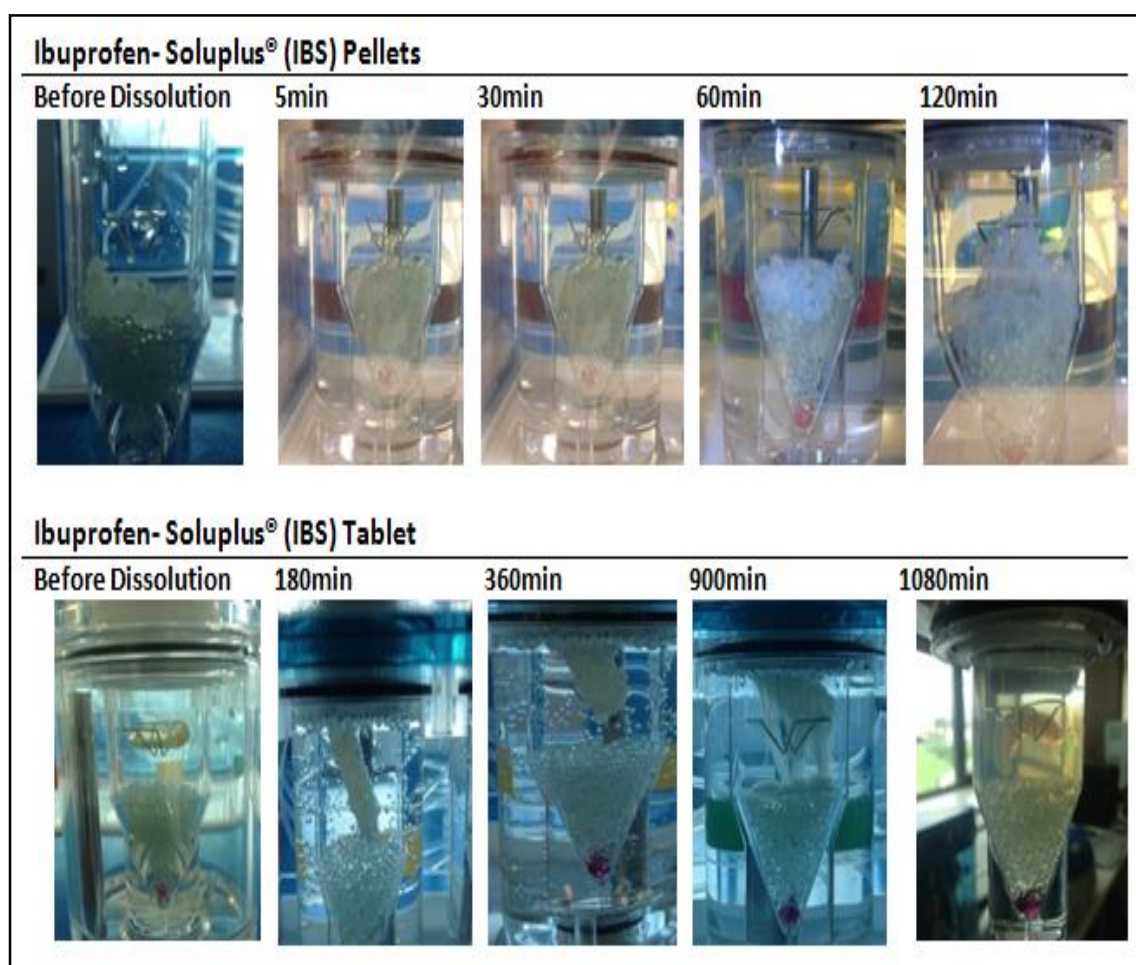 Ibuprofen- Soluplus® (IBS) Pellets
Before Dissolution 5min 30min 60min 120min
Ibuprofen- Soluplus® (IBS) Tablet
Before Dissolution 180min 360min 900min 1080min